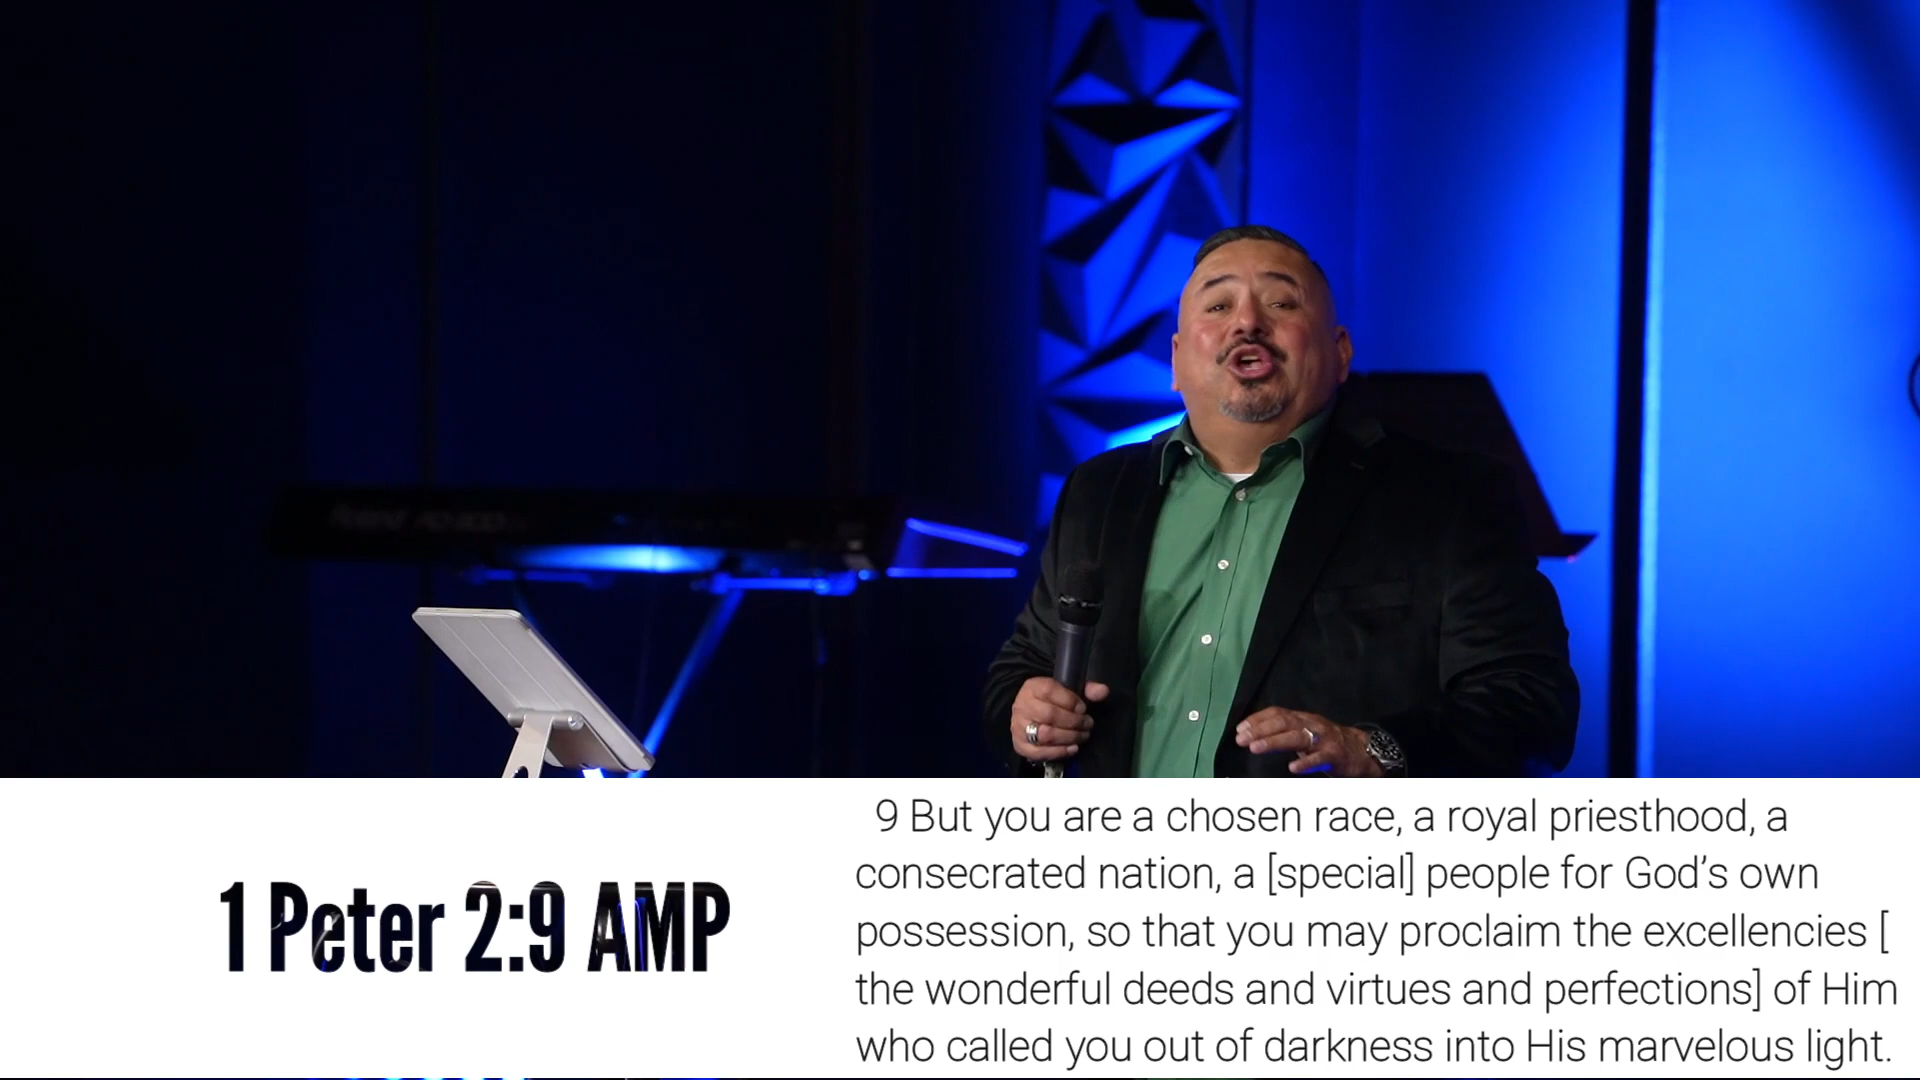 1 Peter 2:9 AMP
9 But you are a chosen race, a royal priesthood, a
consecrated nation, a [special] people for God’s own
possession, so that you may proclaim the excellencies [
the wonderful deeds and virtues and perfections] of Him
who called you out of darkness into His marvelous light.
Roland